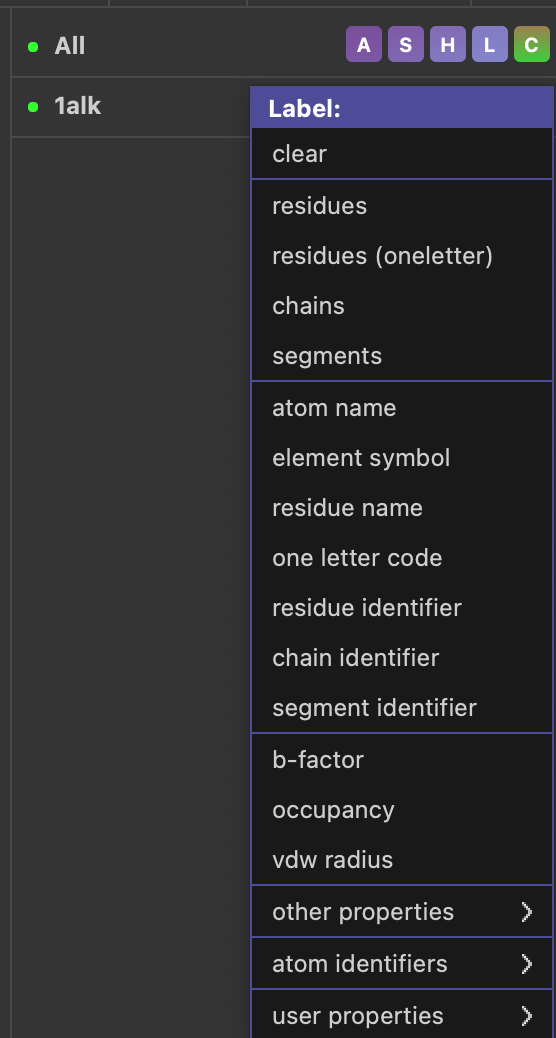 All A S H L C
1alk
Label:
clear
residues
residues (oneletter)
chains
segments
atom name
element symbol
residue name
one letter code
residue identifier
chain identifier
segment identifier
b-factor
occupancy
vdw radius
other properties
atom identifiers
user properties